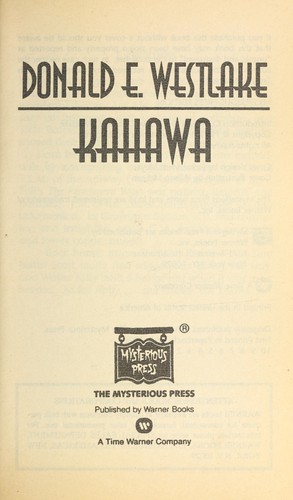 DONALD E. WESTLAKE
KAHAWA
MYSTERIOUS
PRESS
®
THE MYSTERIOUS PRESS
Published by Warner Books
A Time Warner Company